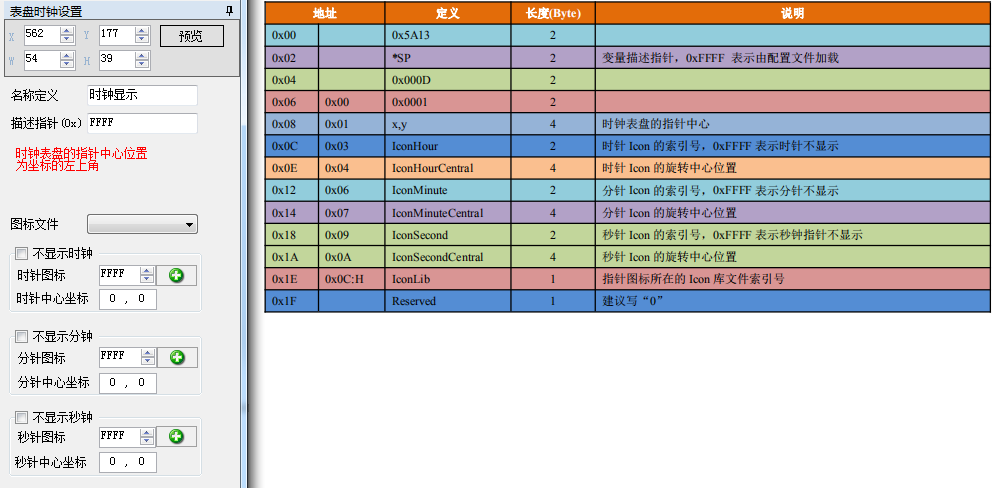 表盘时钟设置
X 562 Y 177 预览
W 54 H 39
名称定义 时钟显示
描述指针(0x) FFFF
时钟表盘的指针中心位置
为坐标的左上角
图标文件
不显示时钟
时针图标 FFFF
时针中心坐标 0 , 0
不显示分钟
分针图标 FFFF
分针中心坐标 0 , 0
不显示秒钟
秒针图标 FFFF
秒针中心坐标 0 , 0
地址 定义 长度(Byte) 说明
0x00 0x5A13 2
0x02 *SP 2 变量描述指针，0xFFFF 表示由配置文件加载
0x04 0x000D 2
0x06 0x00 0x0001 2
0x08 0x01 x,y 4 时钟表盘的指针中心
0x0C 0x03 IconHour 2 时针 Icon 的索引号，0xFFFF 表示时针不显示
0x0E 0x04 IconHourCentral 4 时针 Icon 的旋转中心位置
0x12 0x06 IconMinute 2 分针 Icon 的索引号，0xFFFF 表示分针不显示
0x14 0x07 IconMinuteCentral 4 分针 Icon 的旋转中心位置
0x18 0x09 IconSecond 2 秒针 Icon 的索引号，0xFFFF 表示秒钟指针不显示
0x1A 0x0A IconSecondCentral 4 秒针 Icon 的旋转中心位置
0x1E 0x0C:H IconLib 1 指针图标所在的 Icon 库文件索引号
0x1F Reserved 1 建议写“0”